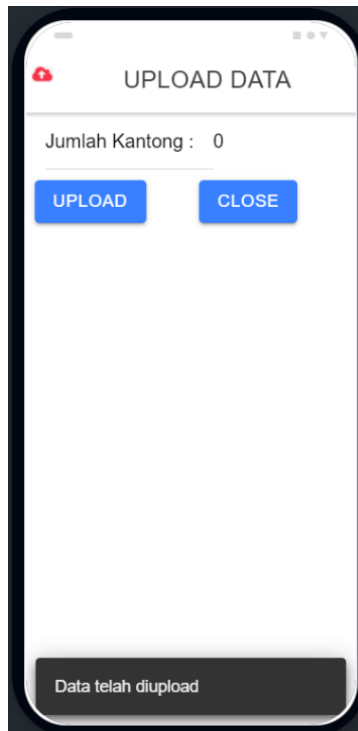 UPLOAD DATA
Jumlah Kantong : 0
UPLOAD CLOSE
Data telah diupload